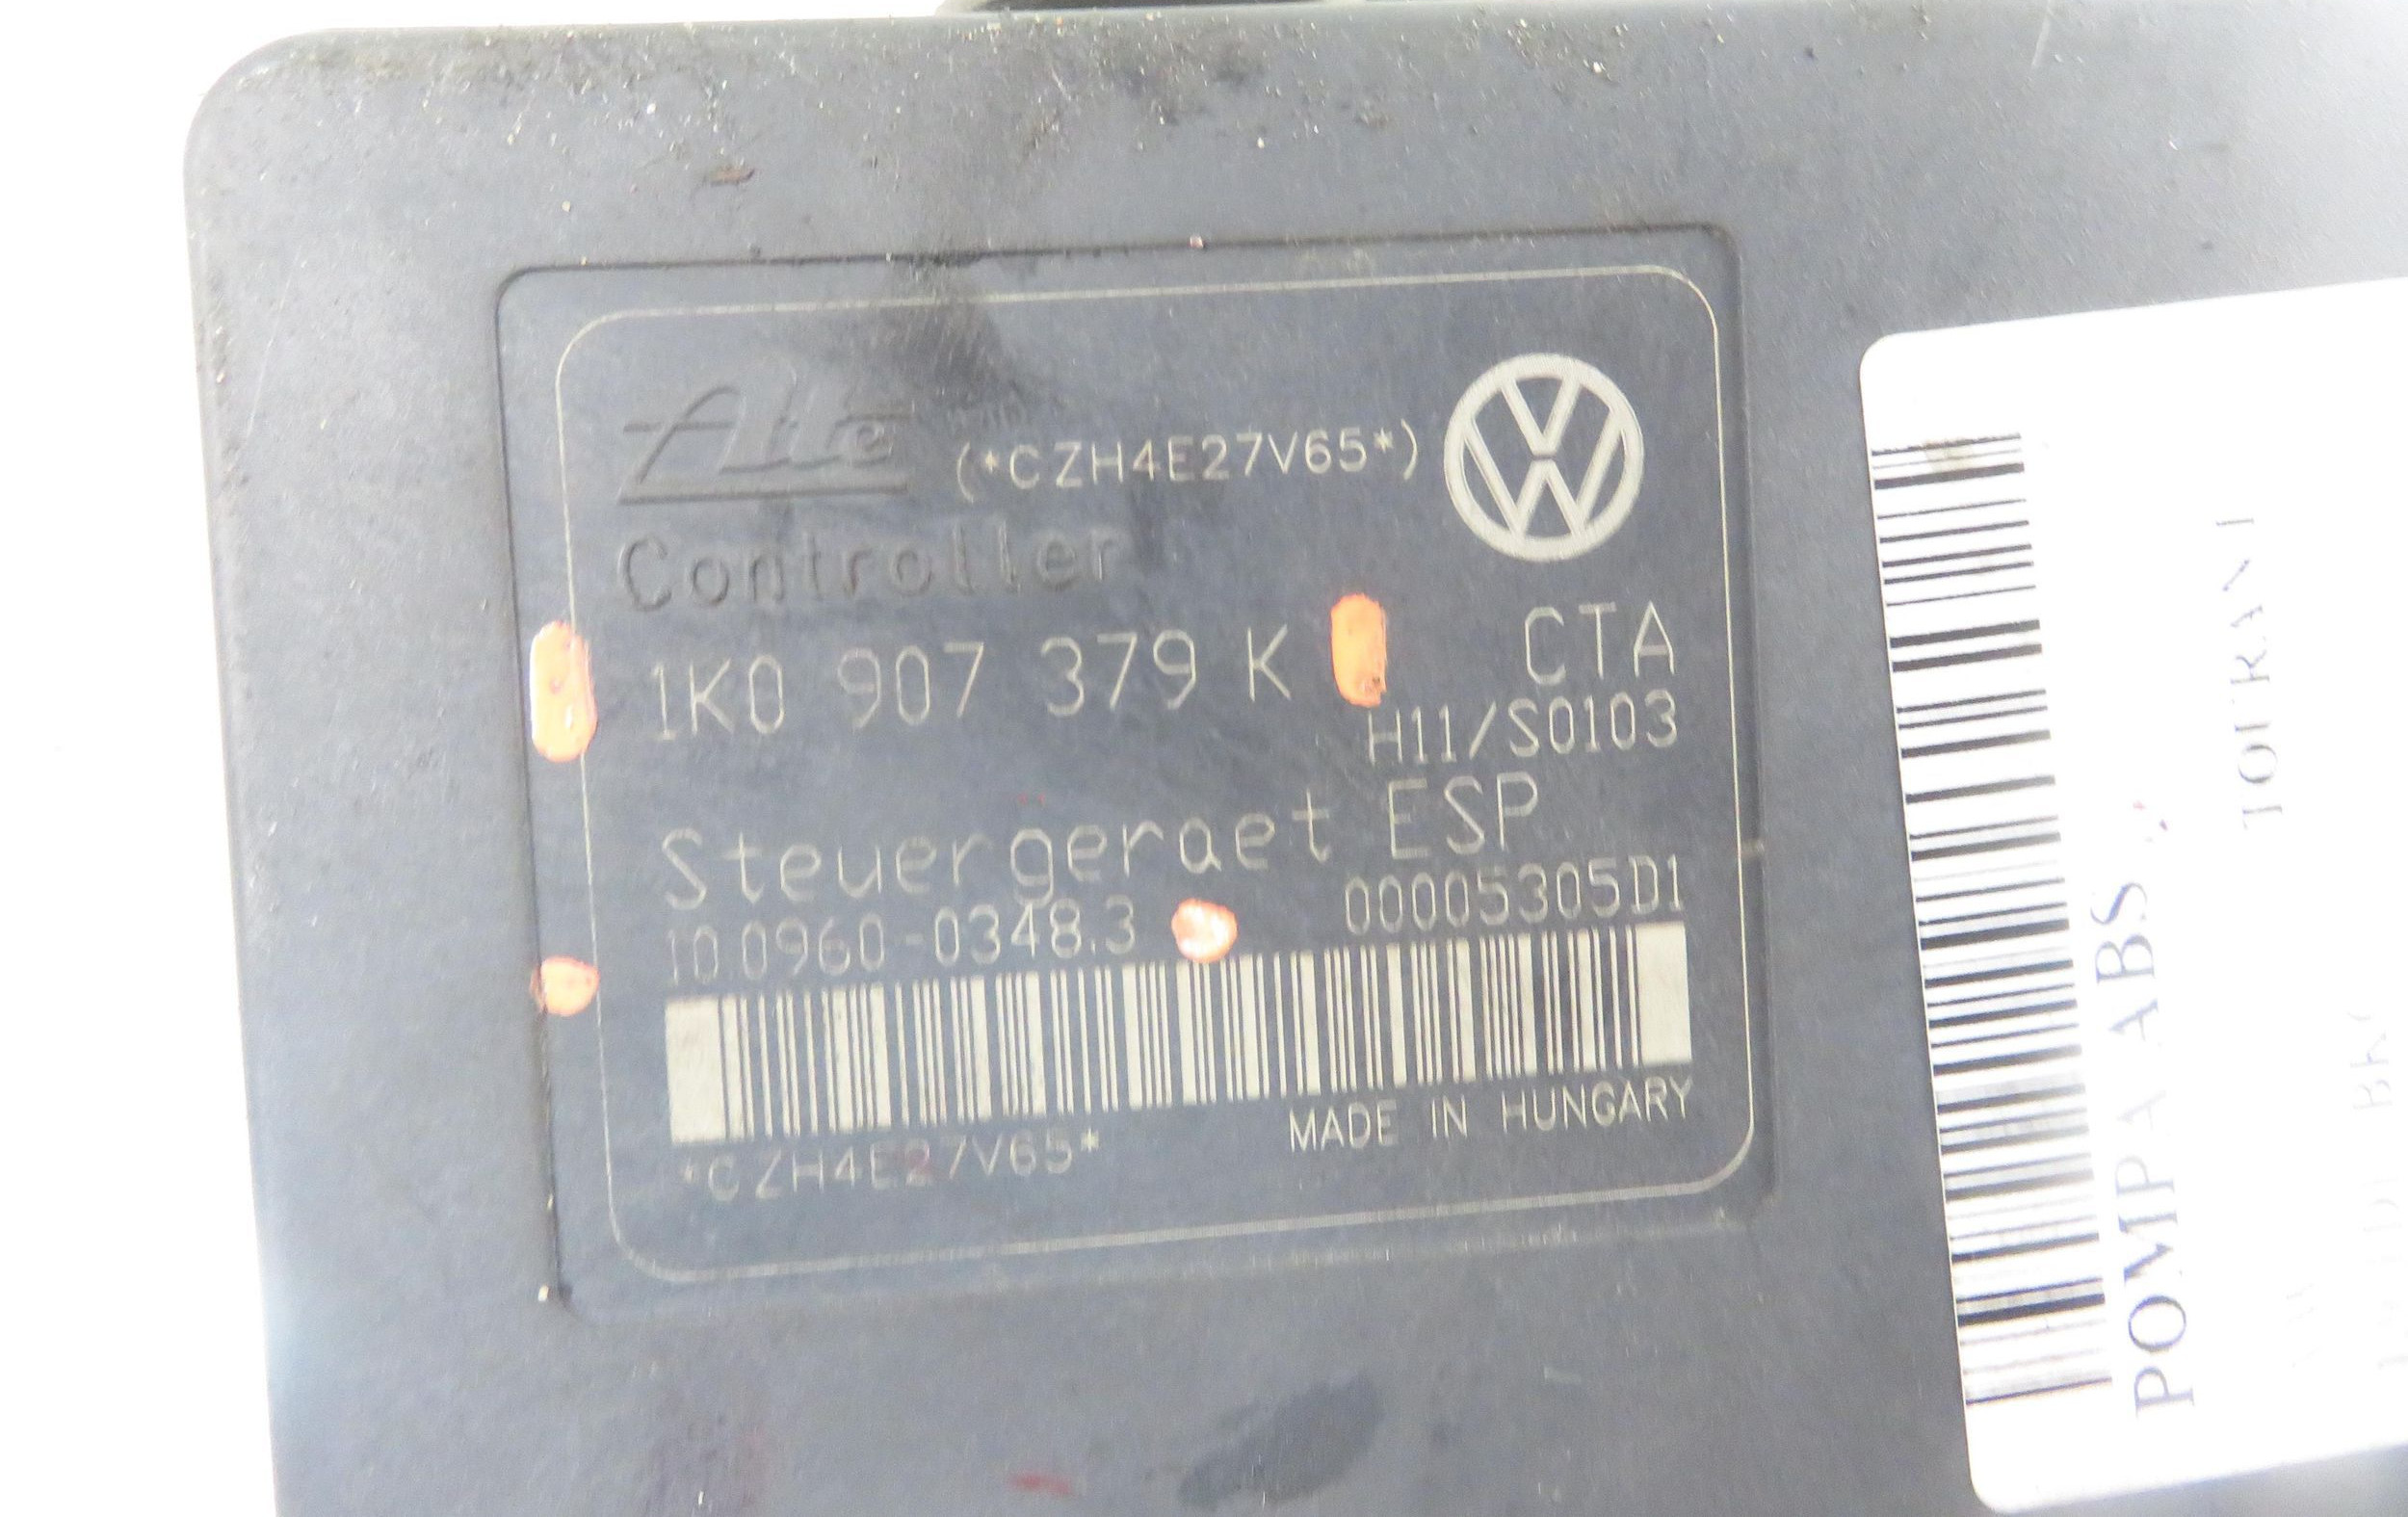 Ate
(*CZH4E27V65*)
VW
Controller
1K0 907 379 K
CTA
H11/S0103
Steuergeraet ESP
10.0960-0348.3
00005305D1
*CZH4E27V65*
MADE IN HUNGARY
POMPA ABS
TOURAN I